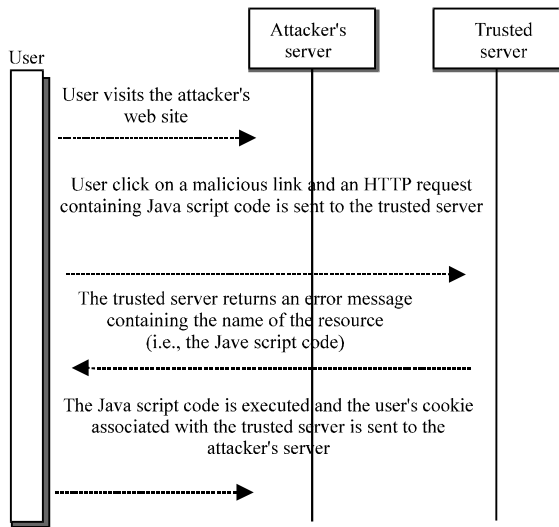 Attacker's
server
Trusted
server
User
User visits the attacker's
web site
User click on a malicious link and an HTTP request
containing Java script code is sent to the trusted server
The trusted server returns an error message
containing the name of the resource
(i.e., the Jave script code)
The Java script code is executed and the user's cookie
associated with the trusted server is sent to the
attacker's server